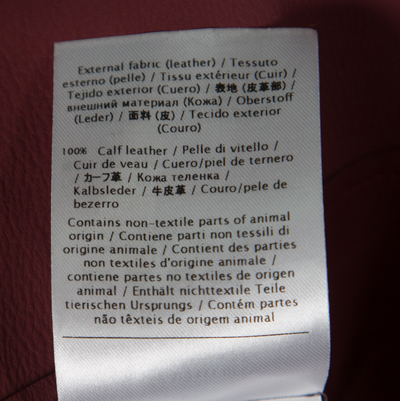 External fabric (leather) / Tessuto
esterno (pelle) / Tissu extérieur (Cuir) /
Tejido exterior (Cuero) / 表地 (皮革部) /
внешний материал (Кожа) / Oberstoff
(Leder) / 面料 (皮) / Tecido exterior
(Couro)
100% Calf leather / Pelle di vitello /
Cuir de veau / Cuero/piel de ternero
/ カーフ革 / Кожа теленка /
Kalbsleder / 牛皮革 / Couro/pele de
bezerro
Contains non-textile parts of animal
origin / Contiene parti non tessili di
origine animale / Contient des parties
non textiles d'origine animale /
contiene partes no textiles de origen
animal / Enthält nichttextile Teile
tierischen Ursprungs / Contém partes
não têxteis de origem animal